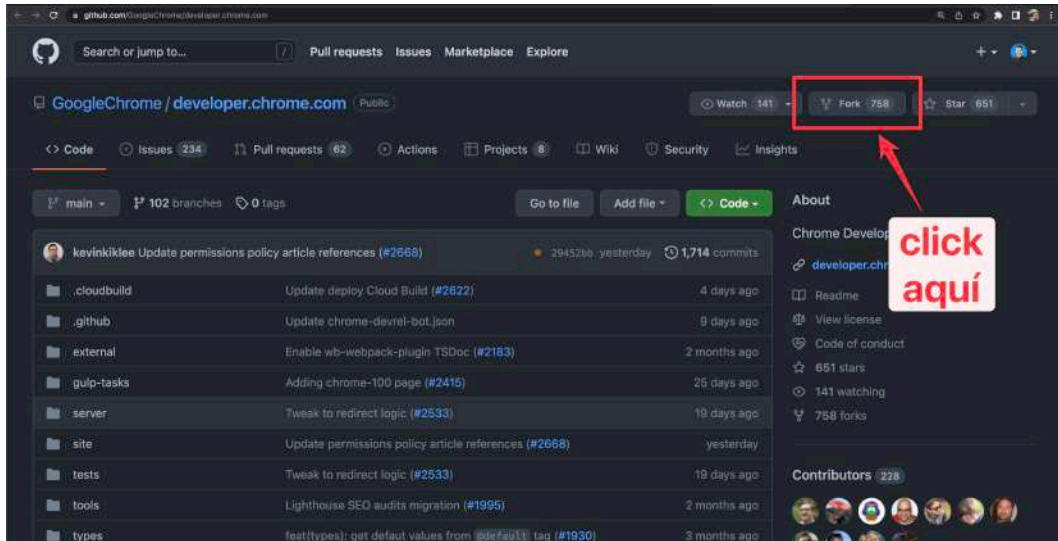 github.com/GoogleChrome/developer.chrome.com
Search or jump to... / Pull requests Issues Marketplace Explore
GoogleChrome / developer.chrome.com Public
Watch 141 Fork 758 Star 651
Code Issues 234 Pull requests 62 Actions Projects 8 Wiki Security Insights
main 102 branches 0 tags Go to file Add file Code
About
kevinkiklee Update permissions policy article references (#2668) 29452bb yesterday 1,714 commits
Chrome Develop
developer.chr
click
aquí
.cloudbuild Update deploy Cloud Build (#2622) 4 days ago
.github Update chrome-devrel-bot.json 9 days ago
external Enable wb-webpack-plugin TSDoc (#2183) 2 months ago
gulp-tasks Adding chrome-100 page (#2415) 25 days ago
server Tweak to redirect logic (#2533) 19 days ago
site Update permissions policy article references (#2668) yesterday
tests Tweak to redirect logic (#2533) 19 days ago
tools Lighthouse SEO audits migration (#1995) 2 months ago
types feat(types): get defaut values from @default tag (#1930) 3 months ago
Readme
View license
Code of conduct
651 stars
141 watching
758 forks
Contributors 228